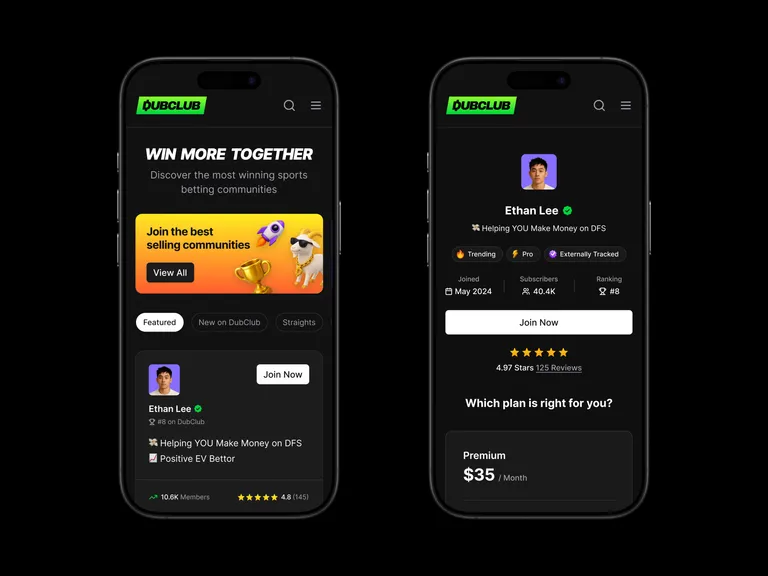 DUBCLUB
WIN MORE TOGETHER
Discover the most winning sports
betting communities
Join the best
selling communities
View All
Featured
New on DubClub
Straights
Join Now
Ethan Lee
#8 on DubClub
💸 Helping YOU Make Money on DFS
📈 Positive EV Bettor
10.6K Members
4.8 (145)
DUBCLUB
Ethan Lee
💸 Helping YOU Make Money on DFS
🔥 Trending
⚡ Pro
Externally Tracked
Joined
May 2024
Subscribers
40.4K
Ranking
#8
Join Now
4.97 Stars 125 Reviews
Which plan is right for you?
Premium
$35 / Month